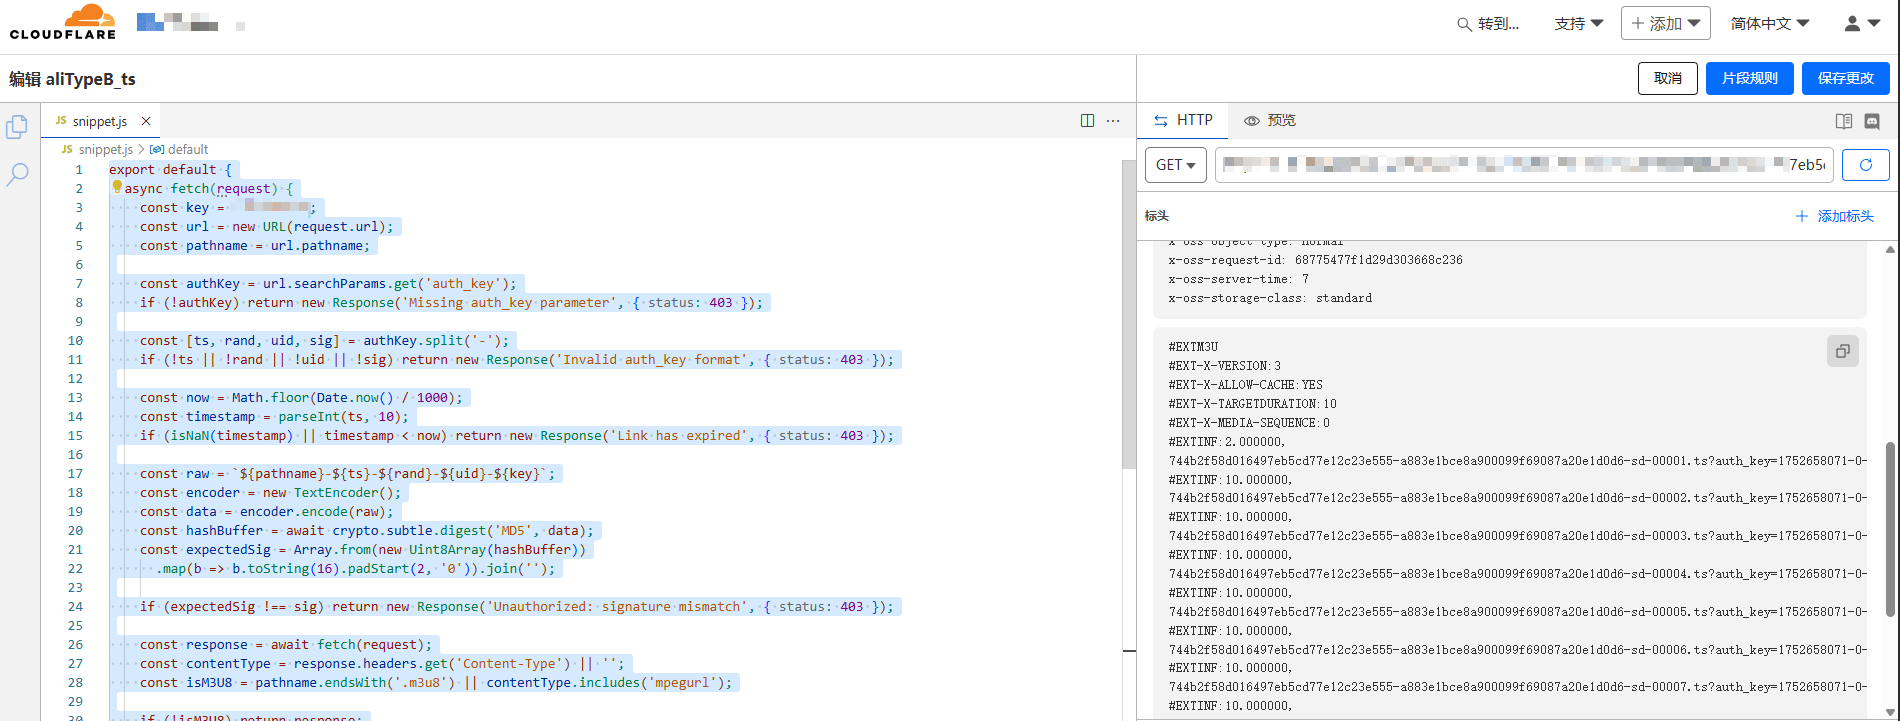 CLOUDFLARE
转到...
支持
添加
简体中文
编辑 aliTypeB_ts
取消
片段规则
保存更改
JS snippet.js
JS snippet.js > default
1 export default {
2 async fetch(request) {
3 const key = ;
4 const url = new URL(request.url);
5 const pathname = url.pathname;
6
7 const authKey = url.searchParams.get('auth_key');
8 if (!authKey) return new Response('Missing auth_key parameter', { status: 403 });
9
10 const [ts, rand, uid, sig] = authKey.split('-');
11 if (!ts || !rand || !uid || !sig) return new Response('Invalid auth_key format', { status: 403 });
12
13 const now = Math.floor(Date.now() / 1000);
14 const timestamp = parseInt(ts, 10);
15 if (isNaN(timestamp) || timestamp < now) return new Response('Link has expired', { status: 403 });
16
17 const raw = `${pathname}-${ts}-${rand}-${uid}-${key}`;
18 const encoder = new TextEncoder();
19 const data = encoder.encode(raw);
20 const hashBuffer = await crypto.subtle.digest('MD5', data);
21 const expectedSig = Array.from(new Uint8Array(hashBuffer))
22 .map(b => b.toString(16).padStart(2, '0')).join('');
23
24 if (expectedSig !== sig) return new Response('Unauthorized: signature mismatch', { status: 403 });
25
26 const response = await fetch(request);
27 const contentType = response.headers.get('Content-Type') || '';
28 const isM3U8 = pathname.endsWith('.m3u8') || contentType.includes('mpegurl');
29
30 if (!isM3U8) return response;
HTTP
预览
GET
7eb5
标头
添加标头
x-oss-object-type: Normal
x-oss-request-id: 68775477f1d29d303668c236
x-oss-server-time: 7
x-oss-storage-class: standard
#EXTM3U
#EXT-X-VERSION:3
#EXT-X-ALLOW-CACHE:YES
#EXT-X-TARGETDURATION:10
#EXT-X-MEDIA-SEQUENCE:0
#EXTINF:2.000000,
744b2f58d016497eb5cd77e12c23e555-a883e1bce8a900099f69087a20e1d0d6-sd-00001.ts?auth_key=1752658071-0-
#EXTINF:10.000000,
744b2f58d016497eb5cd77e12c23e555-a883e1bce8a900099f69087a20e1d0d6-sd-00002.ts?auth_key=1752658071-0-
#EXTINF:10.000000,
744b2f58d016497eb5cd77e12c23e555-a883e1bce8a900099f69087a20e1d0d6-sd-00003.ts?auth_key=1752658071-0-
#EXTINF:10.000000,
744b2f58d016497eb5cd77e12c23e555-a883e1bce8a900099f69087a20e1d0d6-sd-00004.ts?auth_key=1752658071-0-
#EXTINF:10.000000,
744b2f58d016497eb5cd77e12c23e555-a883e1bce8a900099f69087a20e1d0d6-sd-00005.ts?auth_key=1752658071-0-
#EXTINF:10.000000,
744b2f58d016497eb5cd77e12c23e555-a883e1bce8a900099f69087a20e1d0d6-sd-00006.ts?auth_key=1752658071-0-
#EXTINF:10.000000,
744b2f58d016497eb5cd77e12c23e555-a883e1bce8a900099f69087a20e1d0d6-sd-00007.ts?auth_key=1752658071-0-
#EXTINF:10.000000,